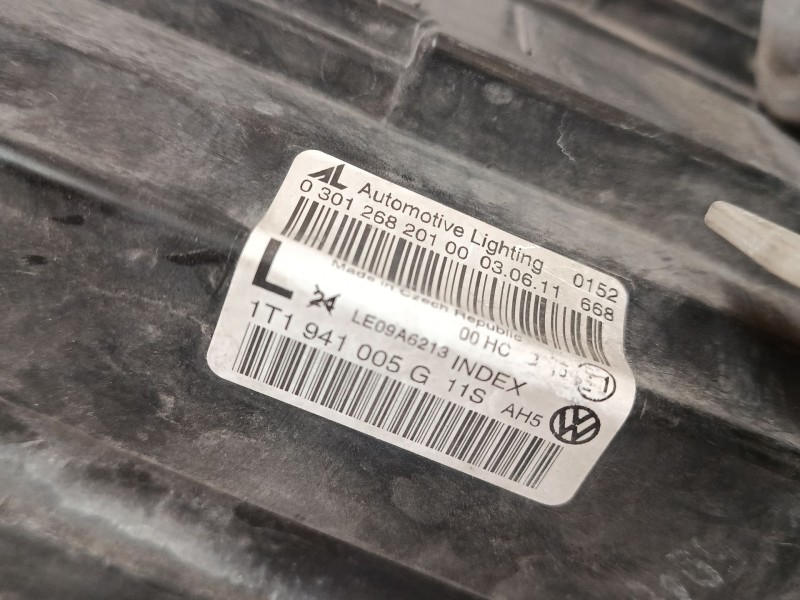 AL Automotive Lighting 0152
0 301 268 201 00 03.06.11 668
L Made in Czech Republic
24 LE09A6213 00 HC
1T1 941 005 G INDEX
11S AH5